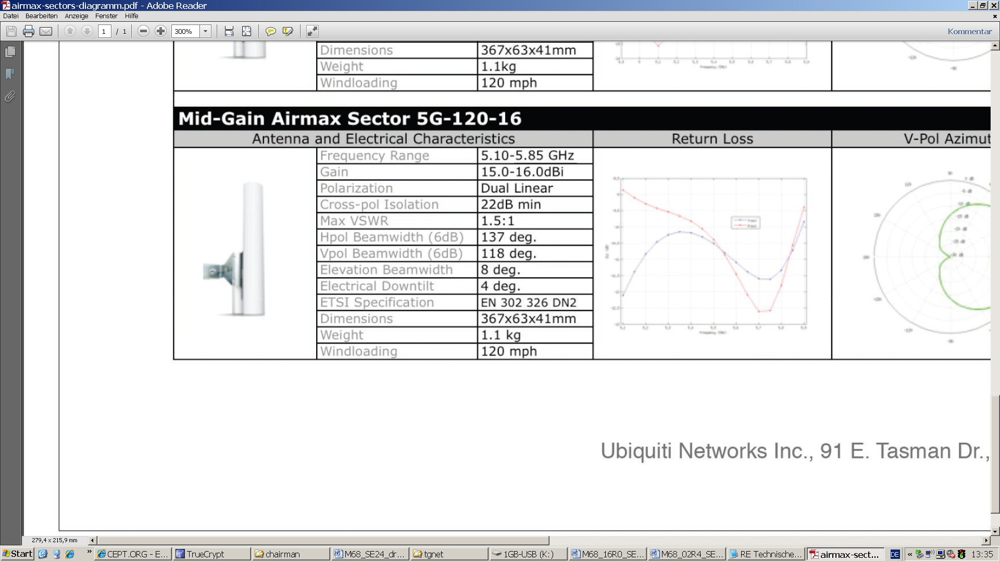 airmax-sectors-diagramm.pdf - Adobe Reader
Datei Bearbeiten Anzeige Fenster Hilfe
1 / 1 300% Kommentar
Dimensions 367x63x41mm
Weight 1.1kg
Windloading 120 mph
Mid-Gain Airmax Sector 5G-120-16
Antenna and Electrical Characteristics Return Loss V-Pol Azimut
Frequency Range 5.10-5.85 GHz
Gain 15.0-16.0dBi
Polarization Dual Linear
Cross-pol Isolation 22dB min
Max VSWR 1.5:1
Hpol Beamwidth (6dB) 137 deg.
Vpol Beamwidth (6dB) 118 deg.
Elevation Beamwidth 8 deg.
Electrical Downtilt 4 deg.
ETSI Specification EN 302 326 DN2
Dimensions 367x63x41mm
Weight 1.1 kg
Windloading 120 mph
Ubiquiti Networks Inc., 91 E. Tasman Dr.,
279,4 x 215,9 mm
Start » CEPT.ORG - E... TrueCrypt chairman M68_SE24_dr... tgnet 1GB-USB (K:) M68_16R0_SE... M68_02R4_SE... RE Technische... airmax-sect... DE « 13:35